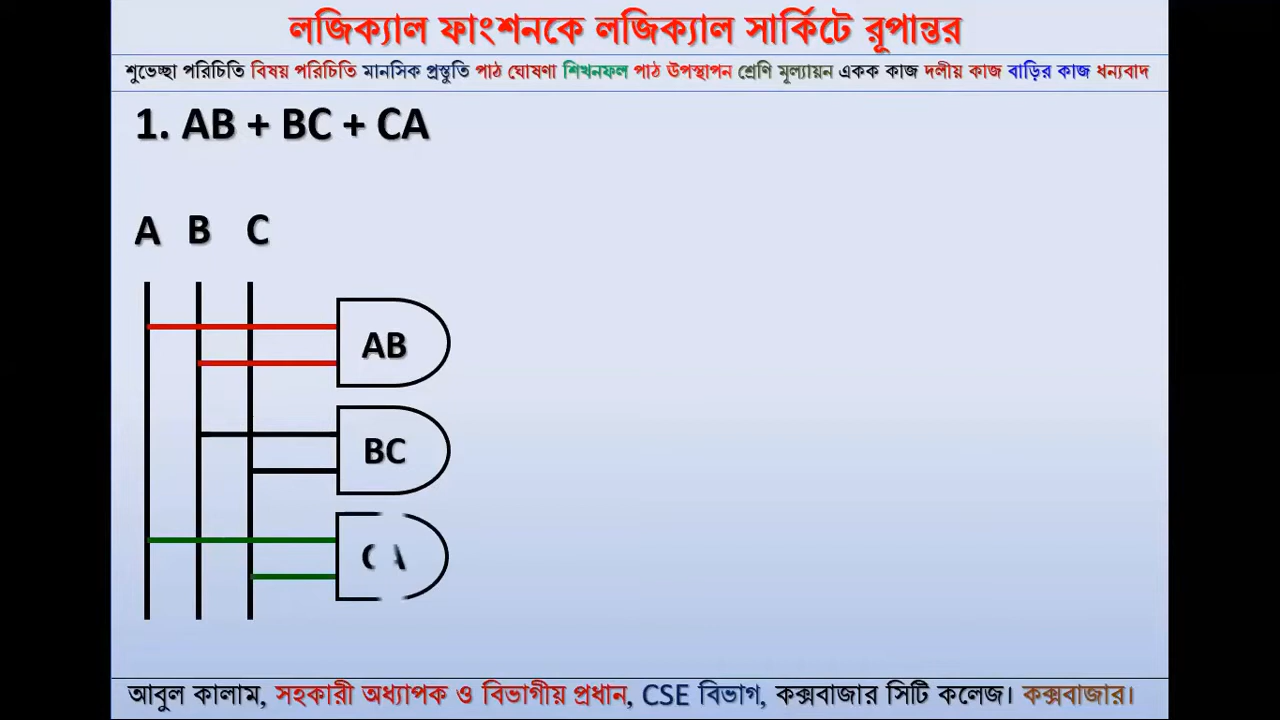 লজিক্যাল ফাংশনকে লজিক্যাল সার্কিটে রূপান্তর
শুভেচ্ছা পরিচিতি বিষয় পরিচিতি মানসিক প্রস্তুতি পাঠ ঘোষণা শিখনফল পাঠ উপস্থাপন শ্রেণি মূল্যায়ন একক কাজ দলীয় কাজ বাড়ির কাজ ধন্যবাদ
1. AB + BC + CA
A B C
AB
BC
CA
আবুল কালাম, সহকারী অধ্যাপক ও বিভাগীয় প্রধান, CSE বিভাগ, কক্সবাজার সিটি কলেজ। কক্সবাজার।